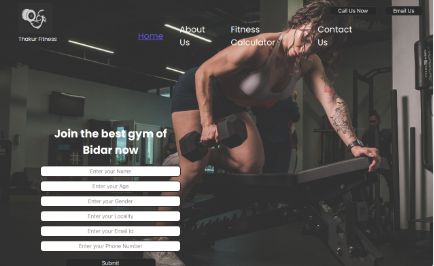 Call Us Now
Email Us
Thakur Fitness
Home
About Us
Fitness Calculator
Contact Us
Join the best gym of
Bidar now
Enter your Name
Enter your Age
Enter your Gender
Enter your Locality
Enter your Email Id
Enter your Phone Number
Submit